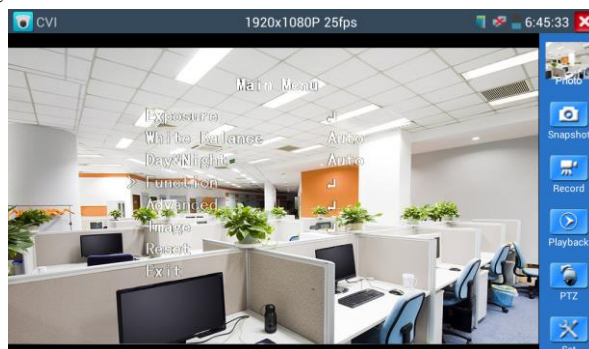 CVI 1920x1080P 25fps 6:45:33
Main Menu
Exposure
White Balance Auto
Day&Night Auto
> Function
Advanced
Image
Reset
Exit
Photo
Snapshot
Record
Playback
PTZ
Set